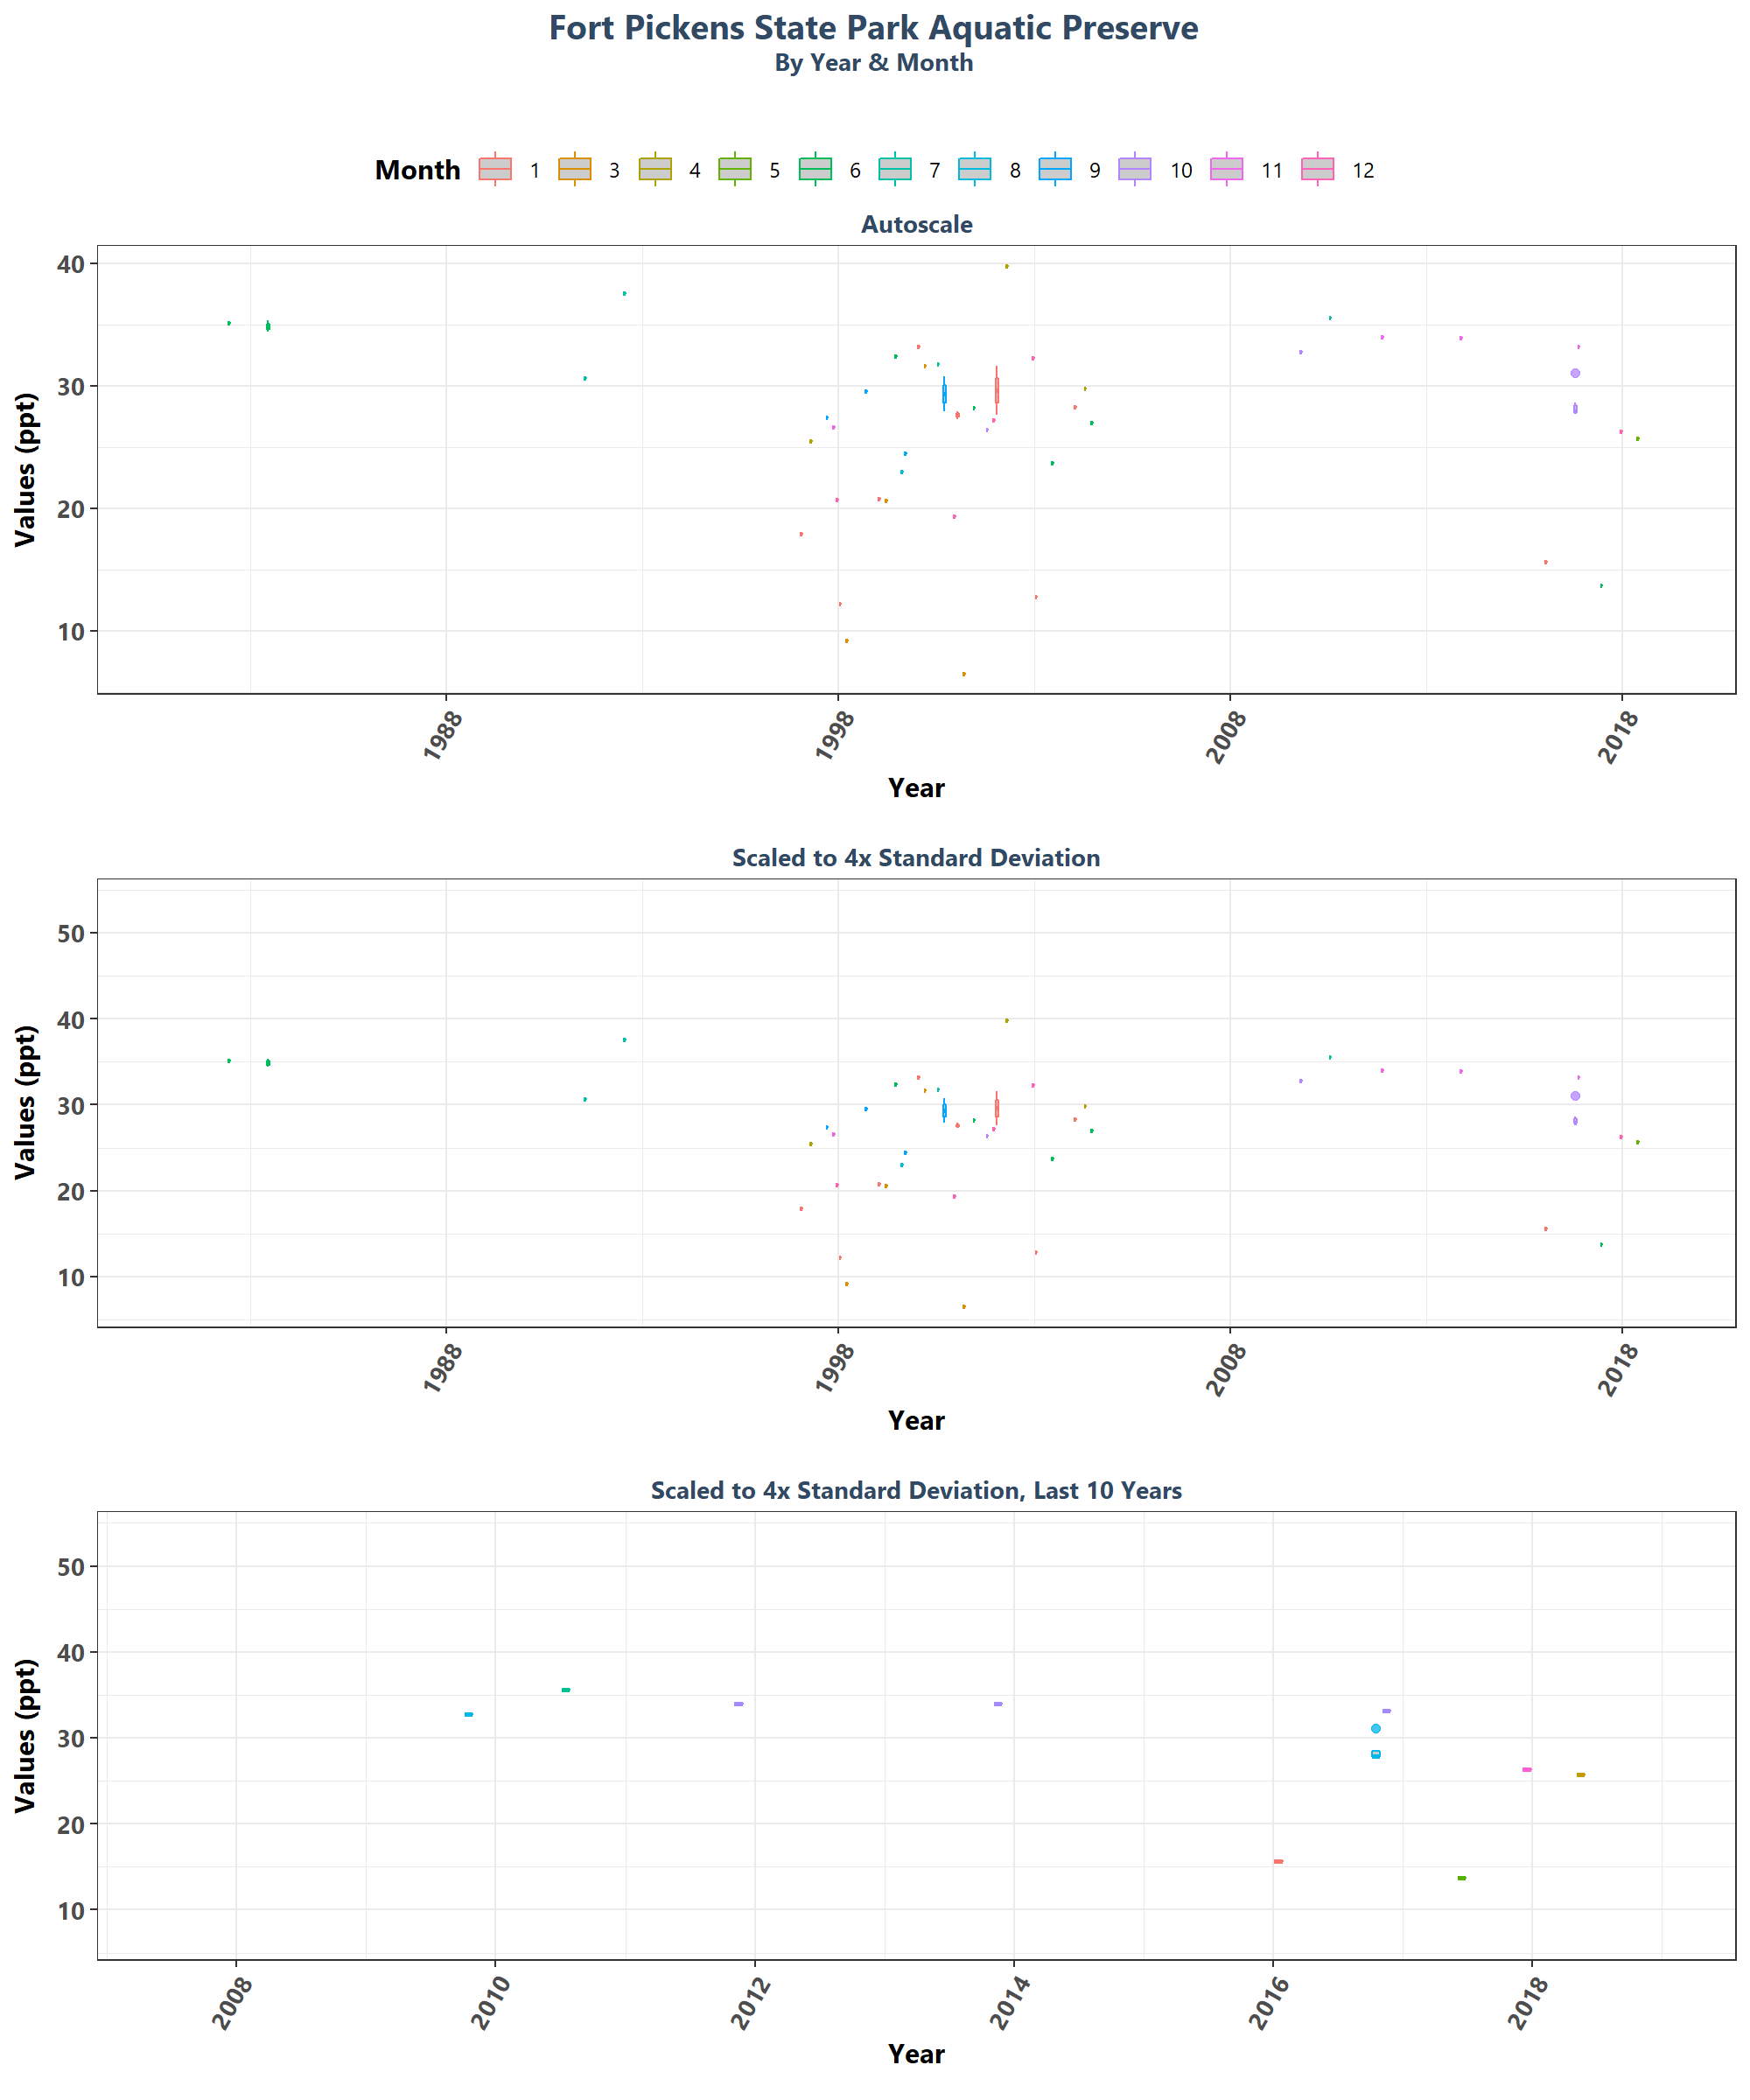 Fort Pickens State Park Aquatic Preserve
By Year & Month
Month 1 3 4 5 6 7 8 9 10 11 12
Autoscale
Values (ppt)
40
30
20
10
1988 1998 2008 2018
Year
Scaled to 4x Standard Deviation
Values (ppt)
50
40
30
20
10
1988 1998 2008 2018
Year
Scaled to 4x Standard Deviation, Last 10 Years
Values (ppt)
50
40
30
20
10
2008 2010 2012 2014 2016 2018
Year